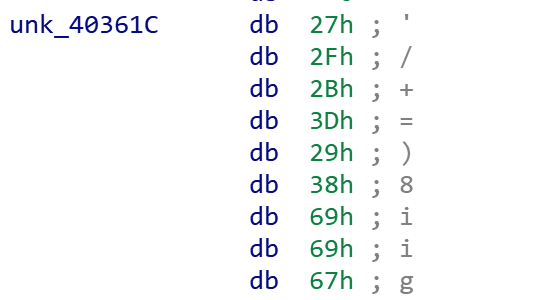 unk_40361C db 27h ; '
db 2Fh ; /
db 2Bh ; +
db 3Dh ; =
db 29h ; )
db 38h ; 8
db 69h ; i
db 69h ; i
db 67h ; g